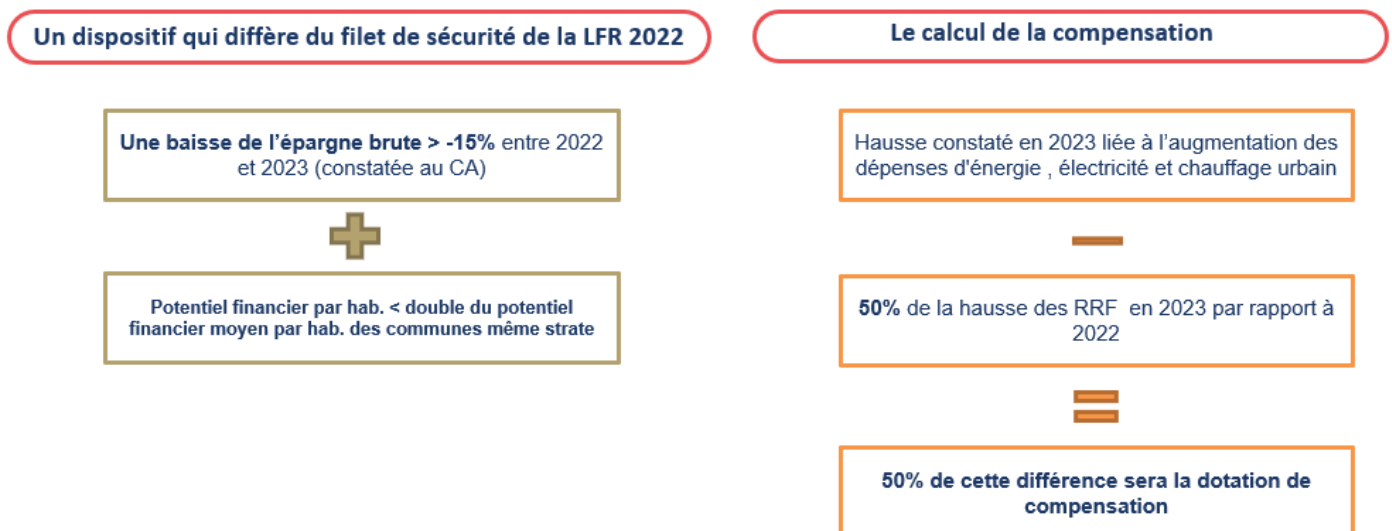 Un dispositif qui diffère du filet de sécurité de la LFR 2022
Une baisse de l'épargne brute > -15% entre 2022
et 2023 (constatée au CA)
Potentiel financier par hab. < double du potentiel
financier moyen par hab. des communes même strate
Le calcul de la compensation
Hausse constaté en 2023 liée à l'augmentation des
dépenses d'énergie , électricité et chauffage urbain
50% de la hausse des RRF en 2023 par rapport à
2022
50% de cette différence sera la dotation de
compensation